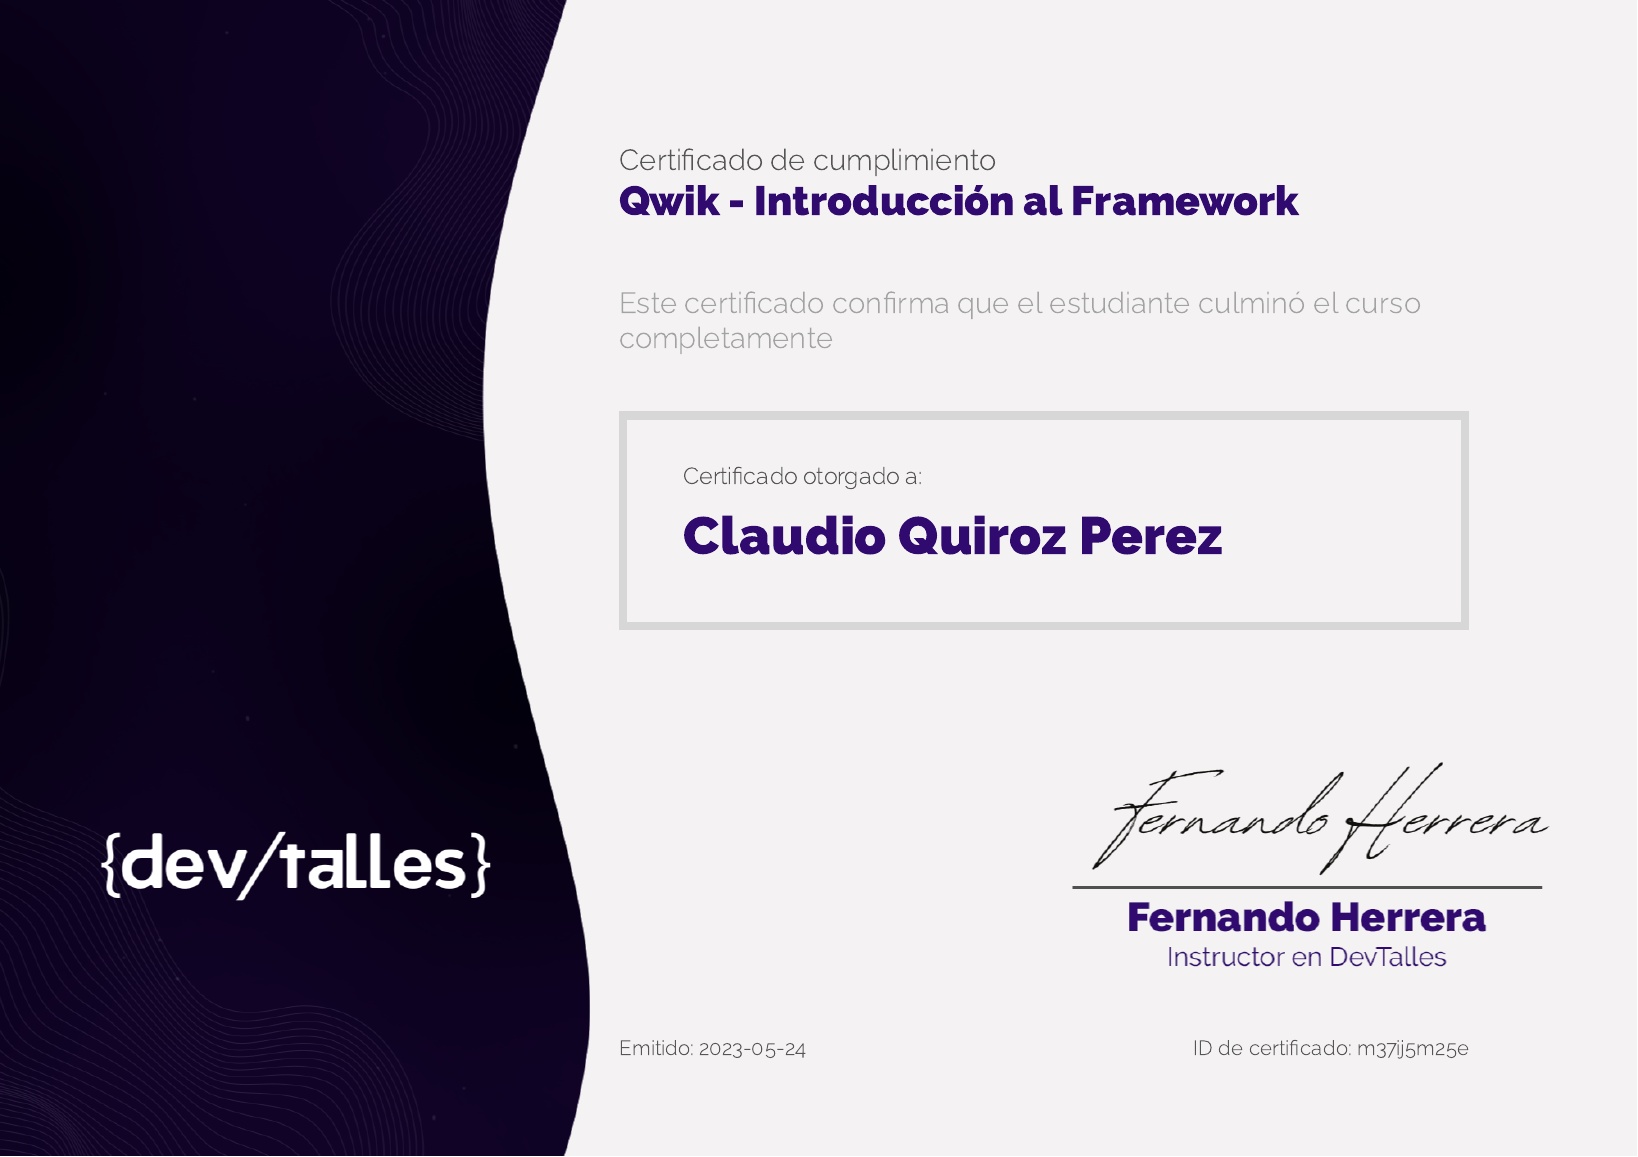 Certificado de cumplimiento
Qwik - Introducción al Framework
Este certificado confirma que el estudiante culminó el curso
completamente
Certificado otorgado a:
Claudio Quiroz Perez
{dev/talles}
Fernando Herrera
Fernando Herrera
Instructor en DevTalles
Emitido: 2023-05-24
ID de certificado: m37ij5m25e